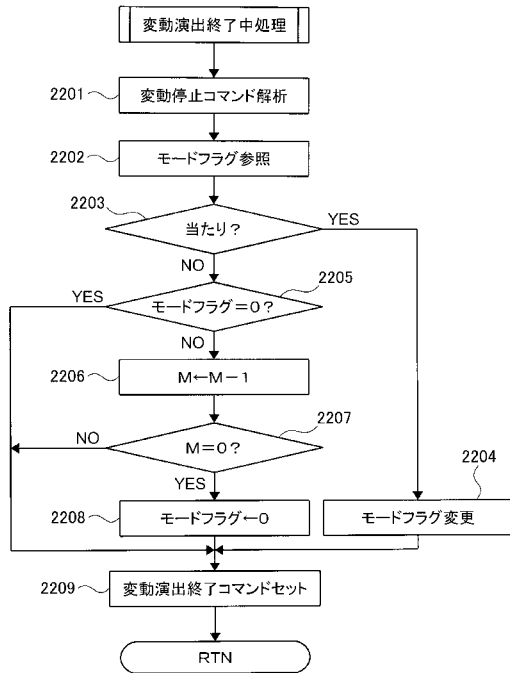 変動演出終了中処理
2201
変動停止コマンド解析
2202
モードフラグ参照
2203
当たり?
YES
NO
2205
YES
モードフラグ=0?
NO
2206
M←M-1
2207
NO
M=0?
YES
2204
2208
モードフラグ←0
モードフラグ変更
2209
変動演出終了コマンドセット
RTN